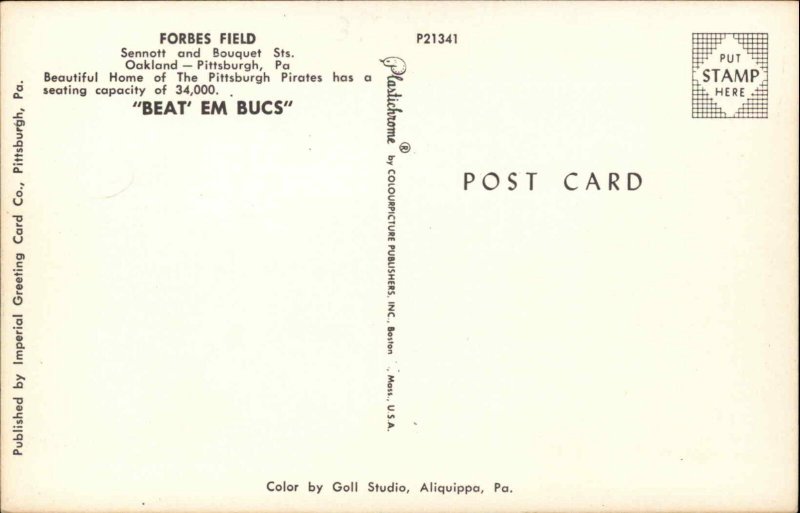 FORBES FIELD
Sennott and Bouquet Sts.
Oakland — Pittsburgh, Pa
Beautiful Home of The Pittsburgh Pirates has a
seating capacity of 34,000.
"BEAT' EM BUCS"
Published by Imperial Greeting Card Co., Pittsburgh, Pa.
Plastichrome ® by COLOURPICTURE PUBLISHERS, INC., Boston, Mass., U.S.A.
P21341
PUT
STAMP
HERE
POST CARD
Color by Goll Studio, Aliquippa, Pa.